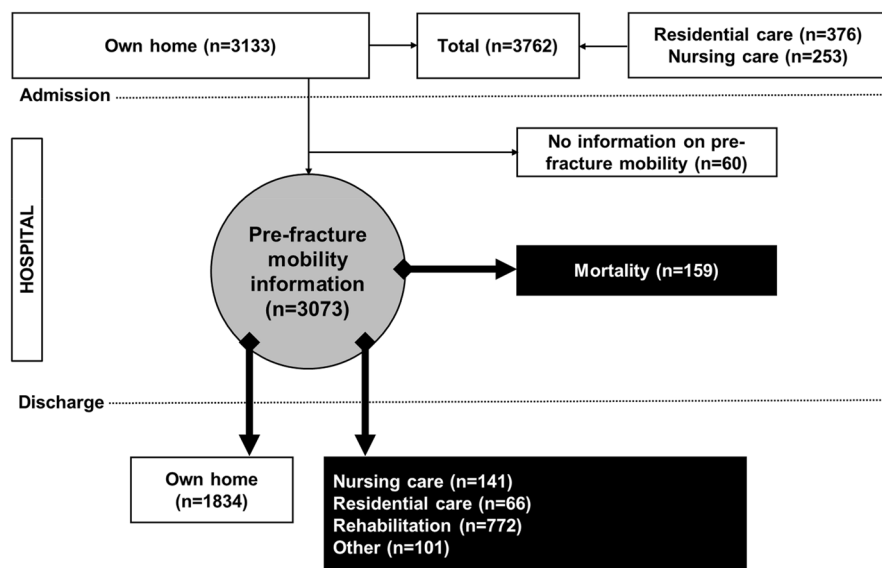 Own home (n=3133)
Total (n=3762)
Residential care (n=376)
Nursing care (n=253)
Admission
No information on pre-
fracture mobility (n=60)
HOSPITAL
Pre-fracture
mobility
information
(n=3073)
Mortality (n=159)
Discharge
Own home
(n=1834)
Nursing care (n=141)
Residential care (n=66)
Rehabilitation (n=772)
Other (n=101)